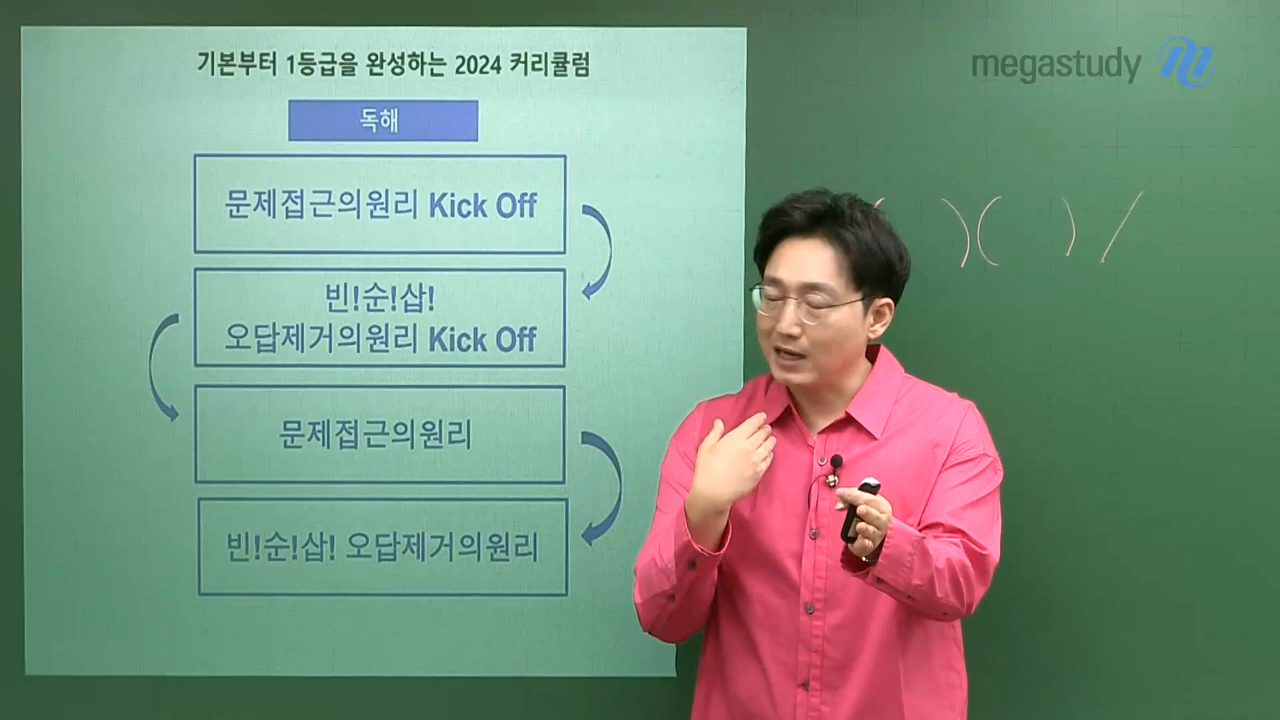 기본부터 1등급을 완성하는 2024 커리큘럼
독해
문제접근의원리 Kick Off
빈!순!삽!
오답제거의원리 Kick Off
문제접근의원리
빈!순!삽! 오답제거의원리
megastudy